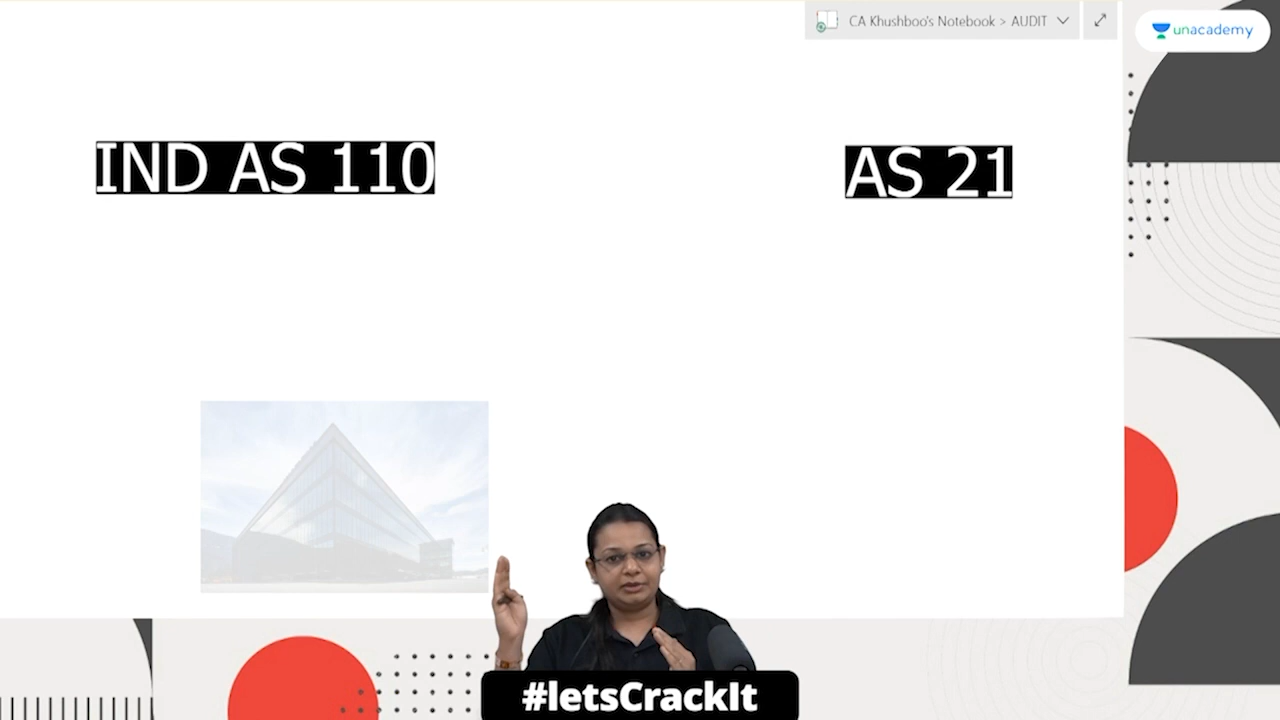 CA Khushboo's Notebook > AUDIT
unacademy
IND AS 110
AS 21
#letsCrackIt